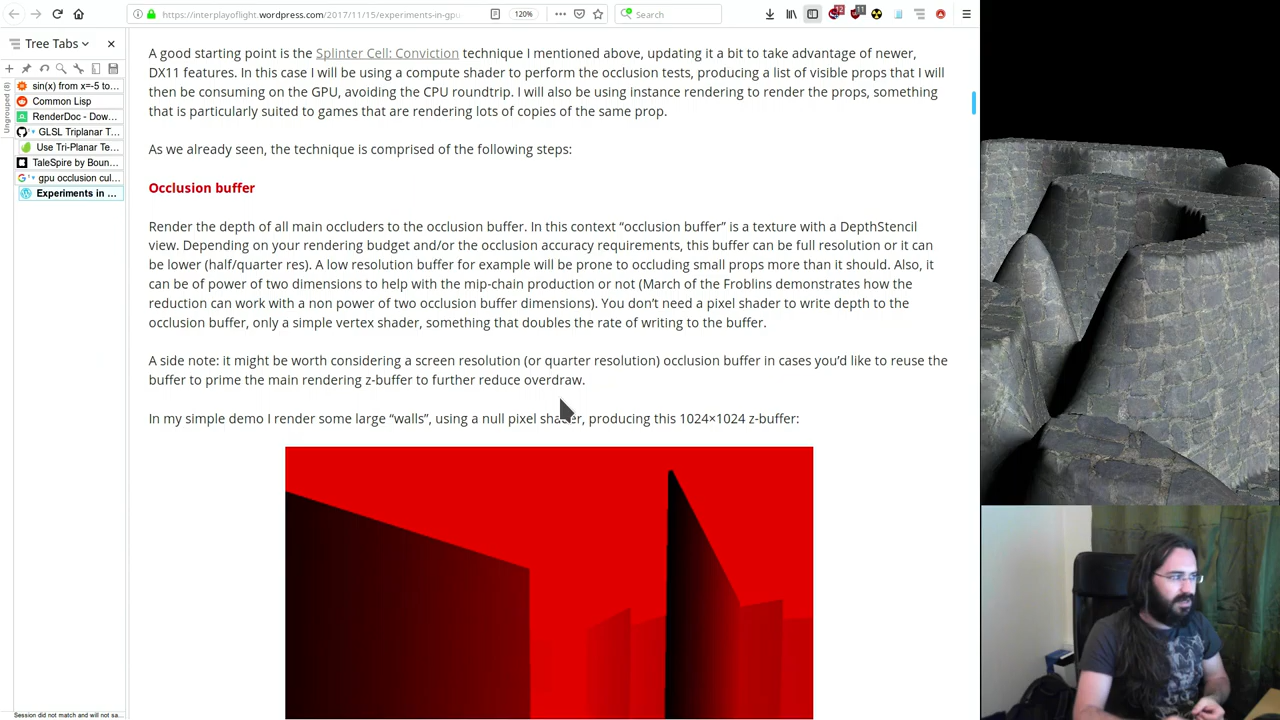 https://interplayoflight.wordpress.com/2017/11/15/experiments-in-gpu
120%
Search
12
11
Tree Tabs
Ungrouped (8)
sin(x) from x=-5 to...
Common Lisp
RenderDoc - Dow...
GLSL Triplanar T...
Use Tri-Planar Te...
TaleSpire by Boun...
gpu occlusion cul...
Experiments in ...
Session did not match and will not sa...
A good starting point is the Splinter Cell: Conviction technique I mentioned above, updating it a bit to take advantage of newer,
DX11 features. In this case I will be using a compute shader to perform the occlusion tests, producing a list of visible props that I will
then be consuming on the GPU, avoiding the CPU roundtrip. I will also be using instance rendering to render the props, something
that is particularly suited to games that are rendering lots of copies of the same prop.
As we already seen, the technique is comprised of the following steps:
Occlusion buffer
Render the depth of all main occluders to the occlusion buffer. In this context “occlusion buffer” is a texture with a DepthStencil
view. Depending on your rendering budget and/or the occlusion accuracy requirements, this buffer can be full resolution or it can
be lower (half/quarter res). A low resolution buffer for example will be prone to occluding small props more than it should. Also, it
can be of power of two dimensions to help with the mip-chain production or not (March of the Froblins demonstrates how the
reduction can work with a non power of two occlusion buffer dimensions). You don’t need a pixel shader to write depth to the
occlusion buffer, only a simple vertex shader, something that doubles the rate of writing to the buffer.
A side note: it might be worth considering a screen resolution (or quarter resolution) occlusion buffer in cases you’d like to reuse the
buffer to prime the main rendering z-buffer to further reduce overdraw.
In my simple demo I render some large “walls”, using a null pixel shader, producing this 1024×1024 z-buffer: